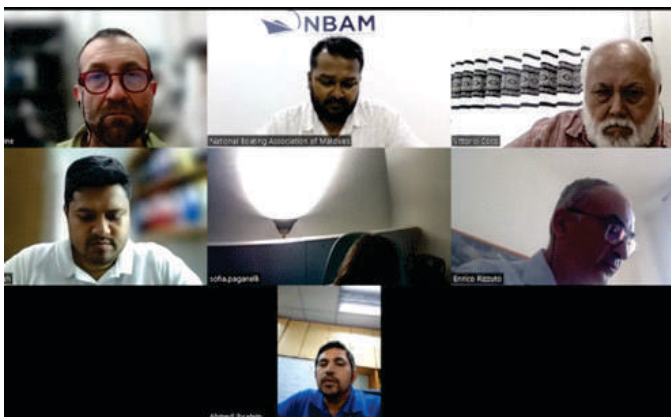 NBAM
National Boating Association of Maldives
Vittorio Coco
sofia.paganelli
Enrico Rizzuto
Ahmed Ibrahim